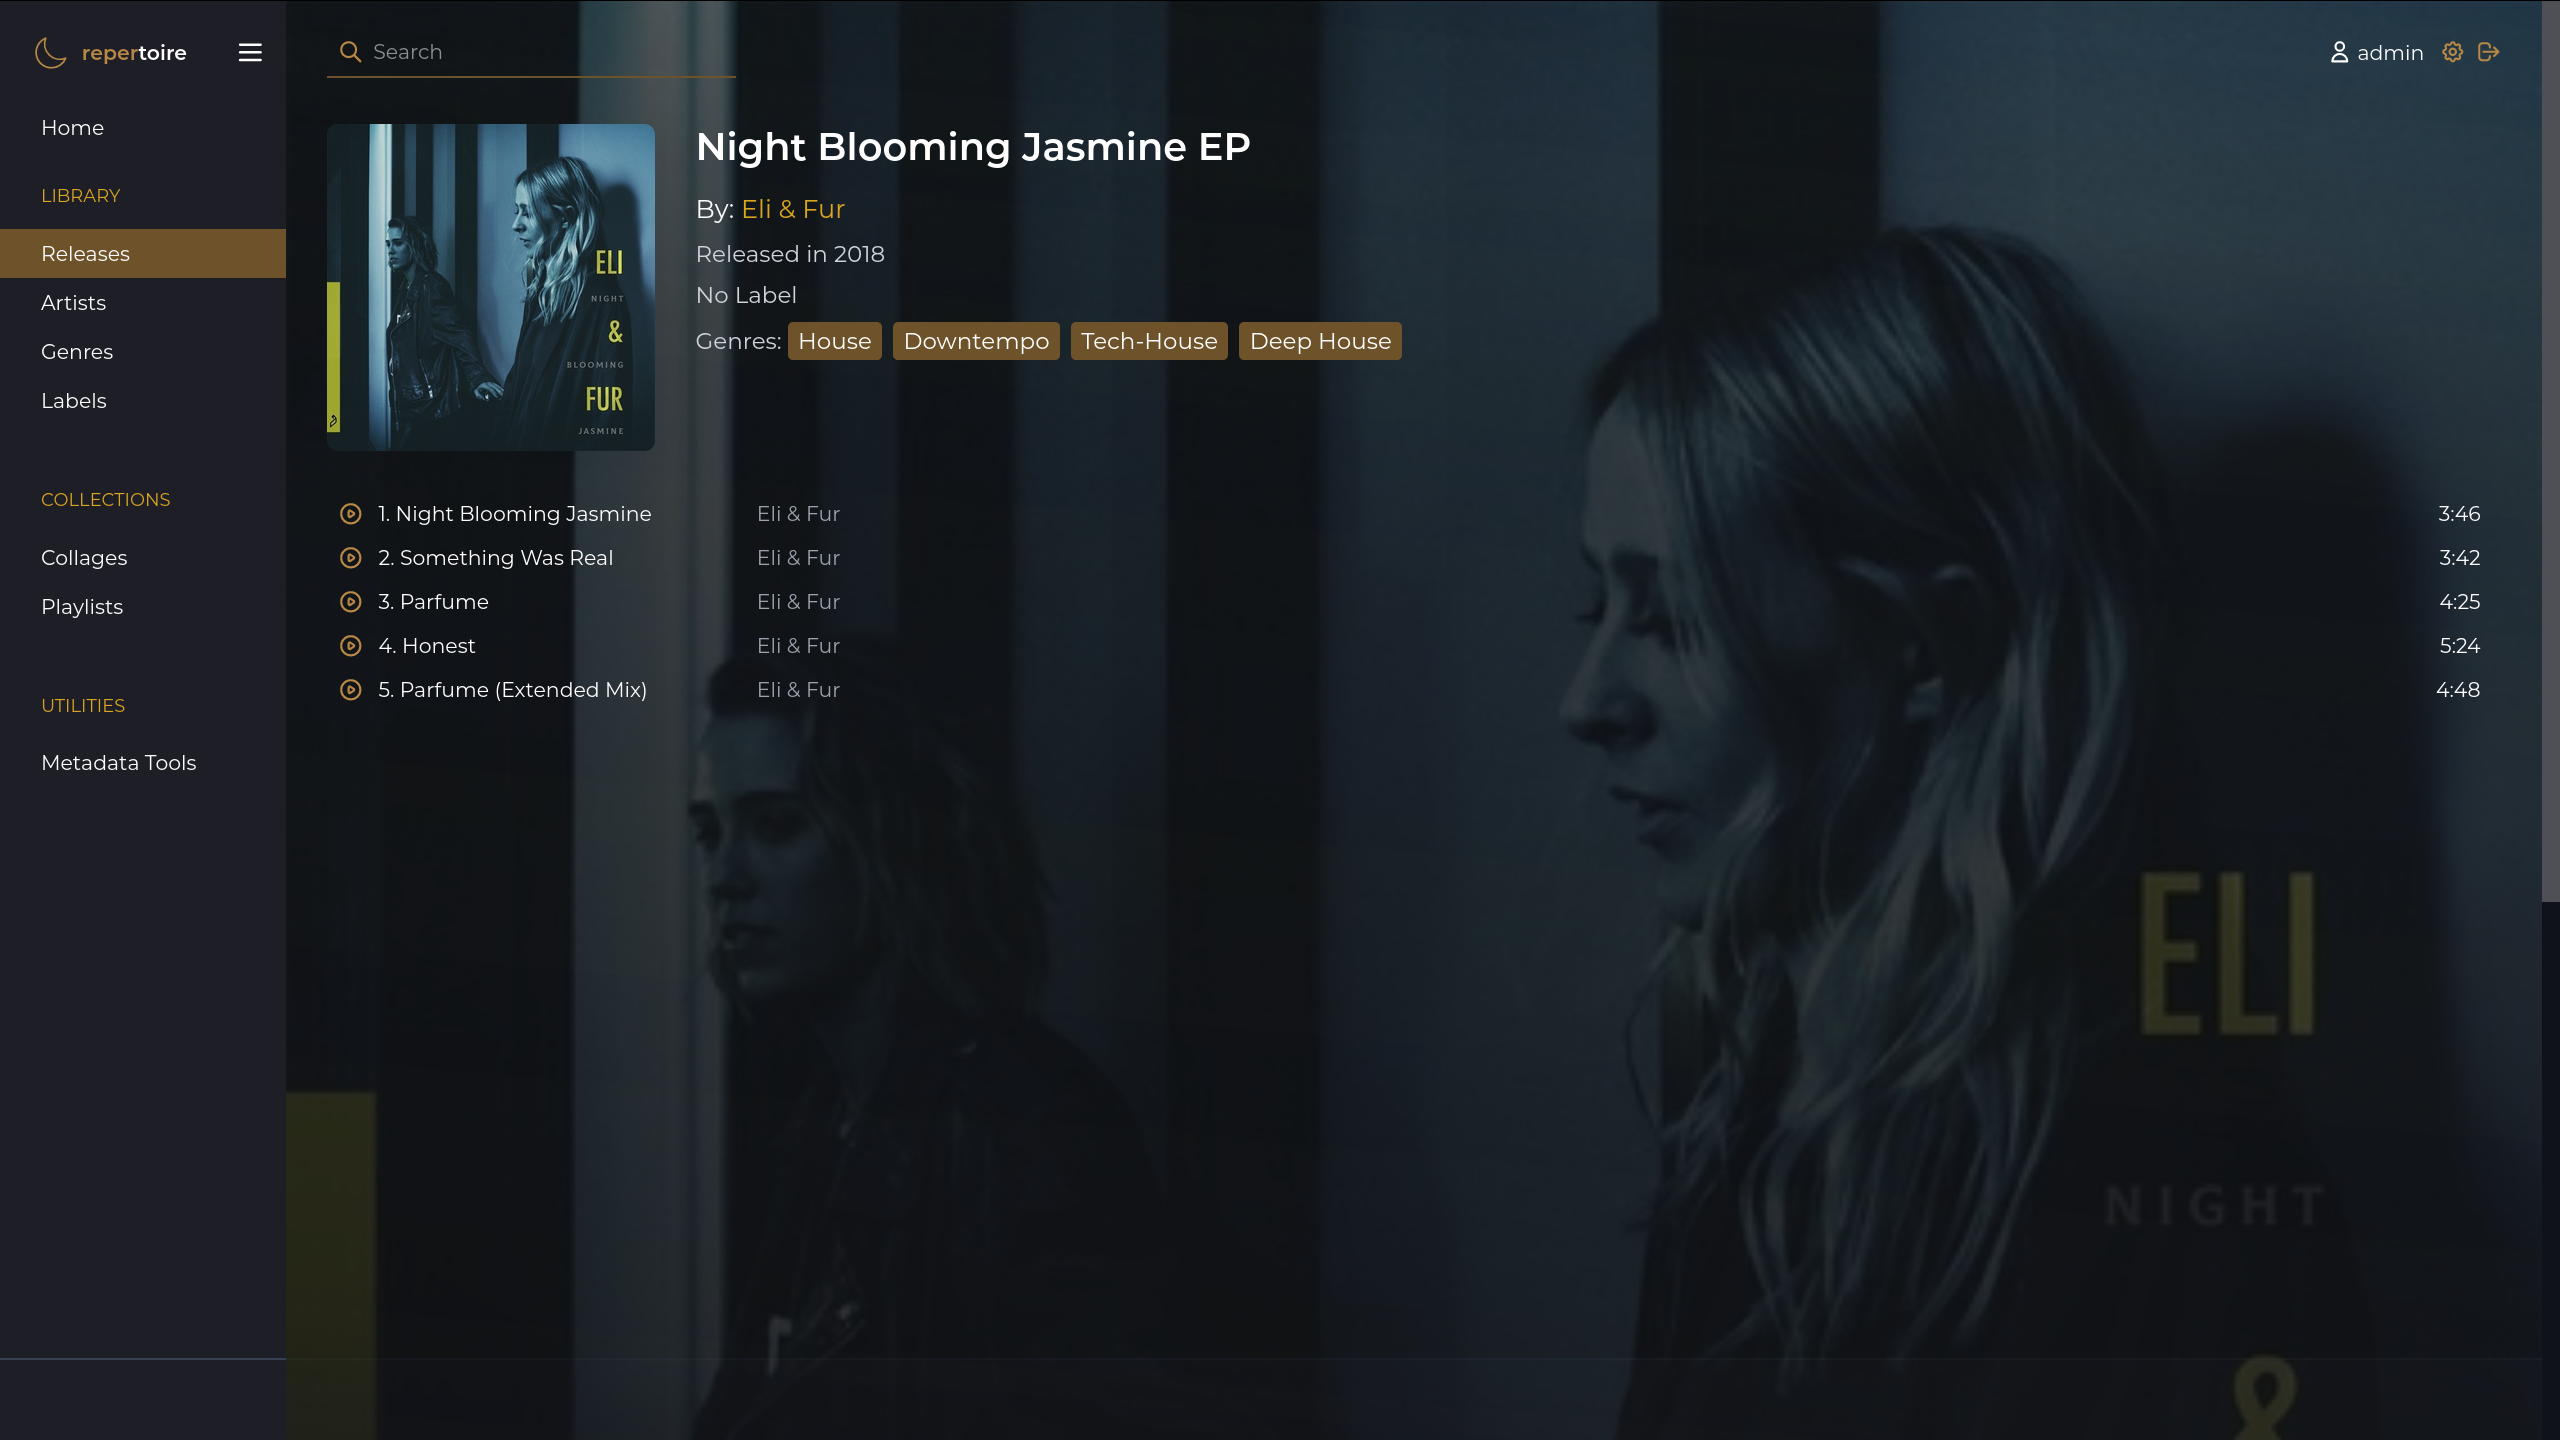 repertoire
Search
admin
Home
LIBRARY
Releases
Artists
Genres
Labels
COLLECTIONS
Collages
Playlists
UTILITIES
Metadata Tools
ELI
NIGHT
&
BLOOMING
FUR
JASMINE
Night Blooming Jasmine EP
By: Eli & Fur
Released in 2018
No Label
Genres: House Downtempo Tech-House Deep House
1. Night Blooming Jasmine Eli & Fur 3:46
2. Something Was Real Eli & Fur 3:42
3. Parfume Eli & Fur 4:25
4. Honest Eli & Fur 5:24
5. Parfume (Extended Mix) Eli & Fur 4:48
ELI
NIGHT
&